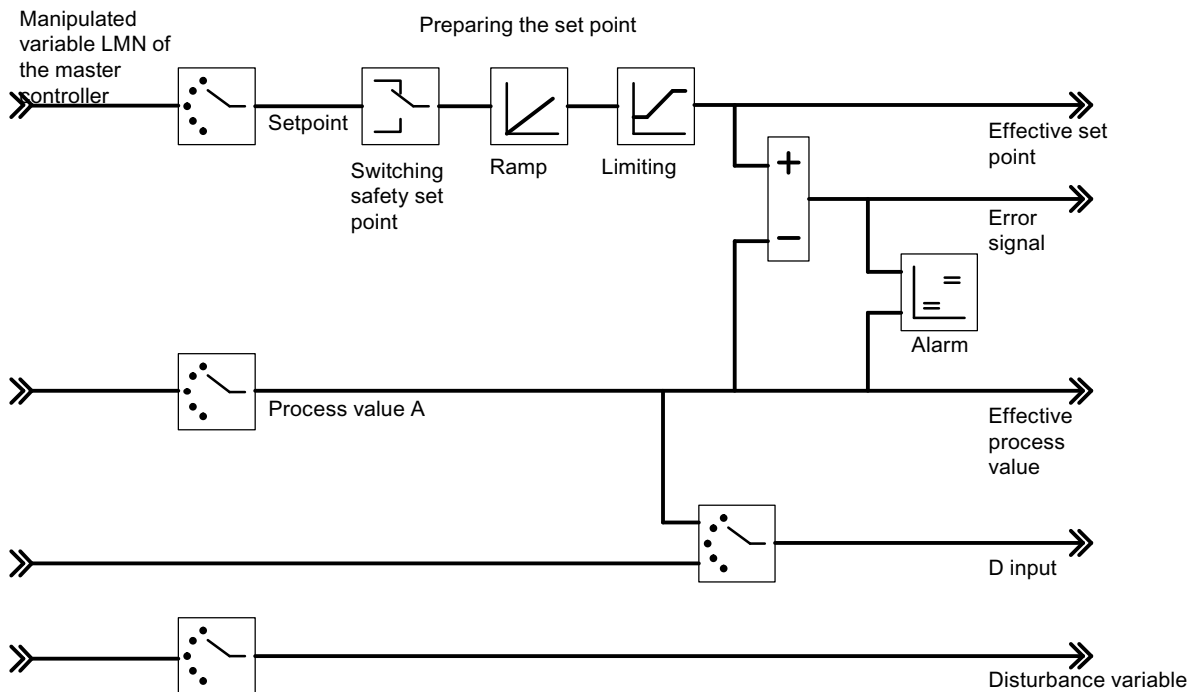 Manipulated
variable LMN of
the master
controller
Preparing the set point
Setpoint
Switching
safety set
point
Ramp
Limiting
Effective set
point
+
−
Error
signal
Alarm
Process value A
Effective
process
value
D input
Disturbance variable